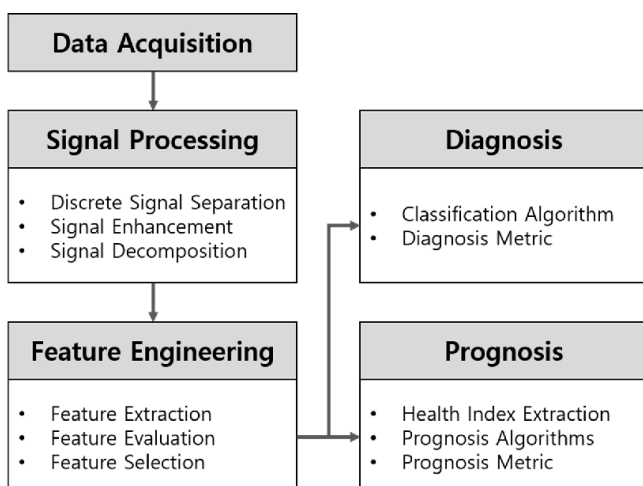 Data Acquisition
Signal Processing
• Discrete Signal Separation
• Signal Enhancement
• Signal Decomposition
Feature Engineering
• Feature Extraction
• Feature Evaluation
• Feature Selection
Diagnosis
• Classification Algorithm
• Diagnosis Metric
Prognosis
• Health Index Extraction
• Prognosis Algorithms
• Prognosis Metric